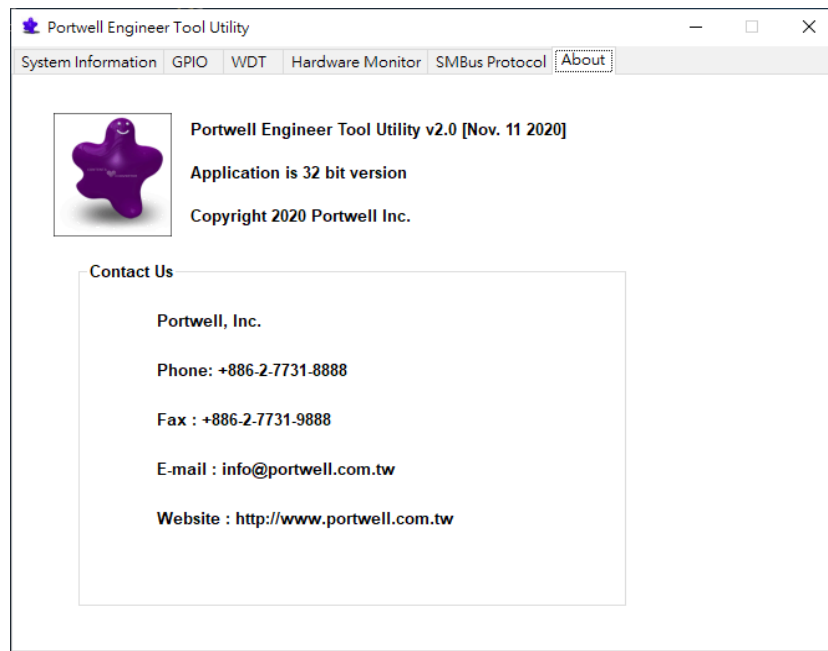 Portwell Engineer Tool Utility
System Information GPIO WDT Hardware Monitor SMBus Protocol About
Portwell Engineer Tool Utility v2.0 [Nov. 11 2020]
Application is 32 bit version
Copyright 2020 Portwell Inc.
Contact Us
Portwell, Inc.
Phone: +886-2-7731-8888
Fax : +886-2-7731-9888
E-mail : info@portwell.com.tw
Website : http://www.portwell.com.tw